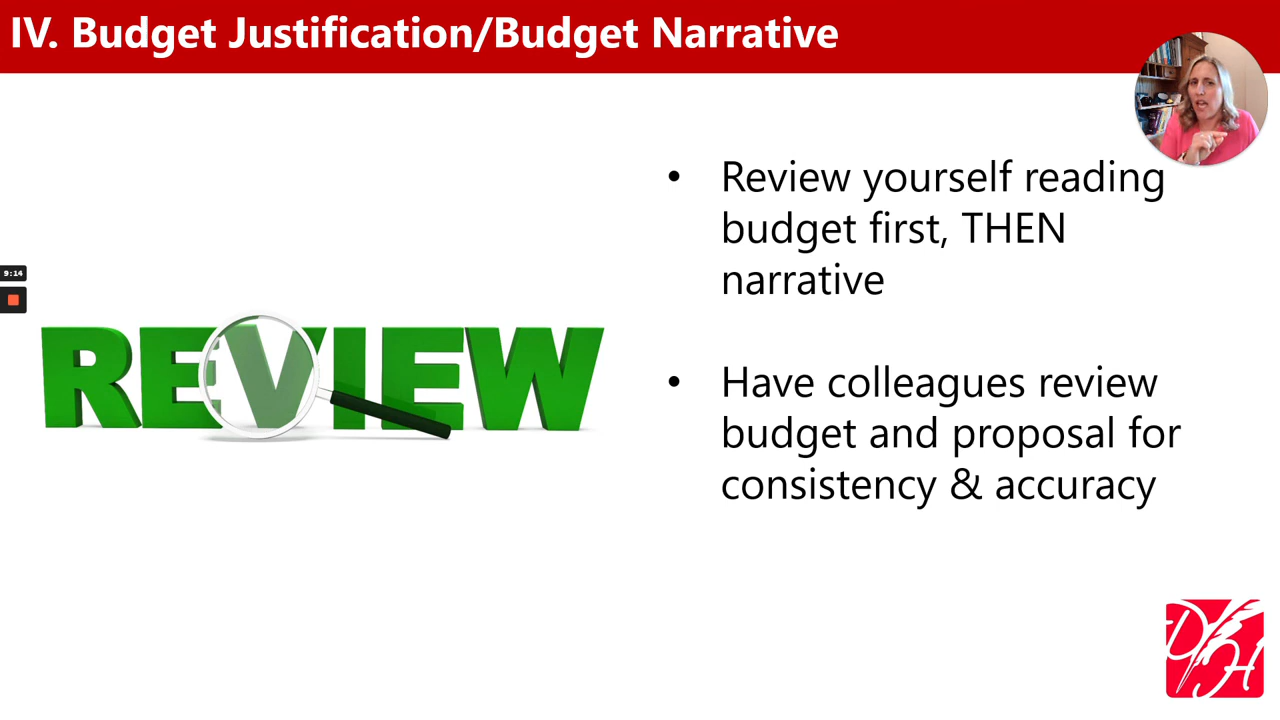 IV. Budget Justification/Budget Narrative
9:14
REVIEW
• Review yourself reading
budget first, THEN
narrative
• Have colleagues review
budget and proposal for
consistency & accuracy
DH